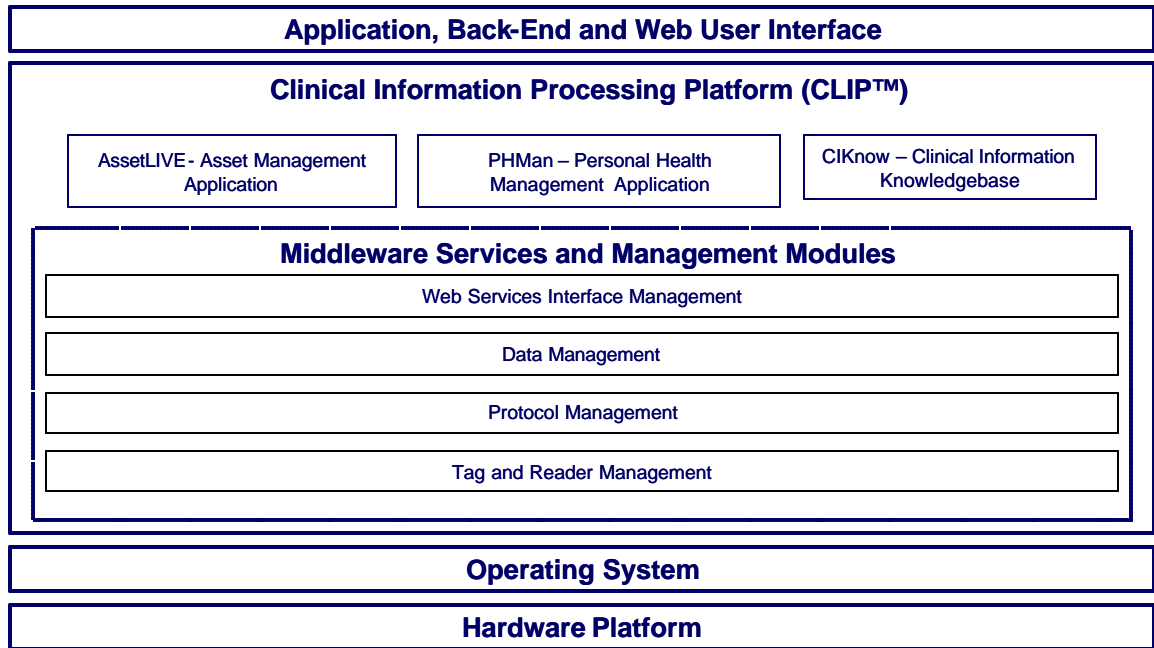 Application, Back-End and Web User Interface
Clinical Information Processing Platform (CLIP™)
AssetLIVE - Asset Management
Application
PHMan – Personal Health
Management Application
CIKnow – Clinical Information
Knowledgebase
Middleware Services and Management Modules
Web Services Interface Management
Data Management
Protocol Management
Tag and Reader Management
Operating System
Hardware Platform